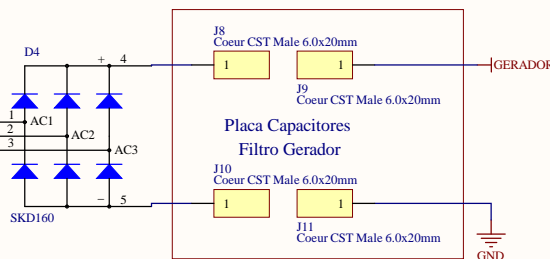 J8
Coeur CST Male 6.0x20mm
D4
+ 4
1
1
GERADOR
J9
Coeur CST Male 6.0x20mm
1 AC1
2 AC2
3 AC3
Placa Capacitores
Filtro Gerador
J10
Coeur CST Male 6.0x20mm
− 5
1
1
SKD160
J11
Coeur CST Male 6.0x20mm
GND